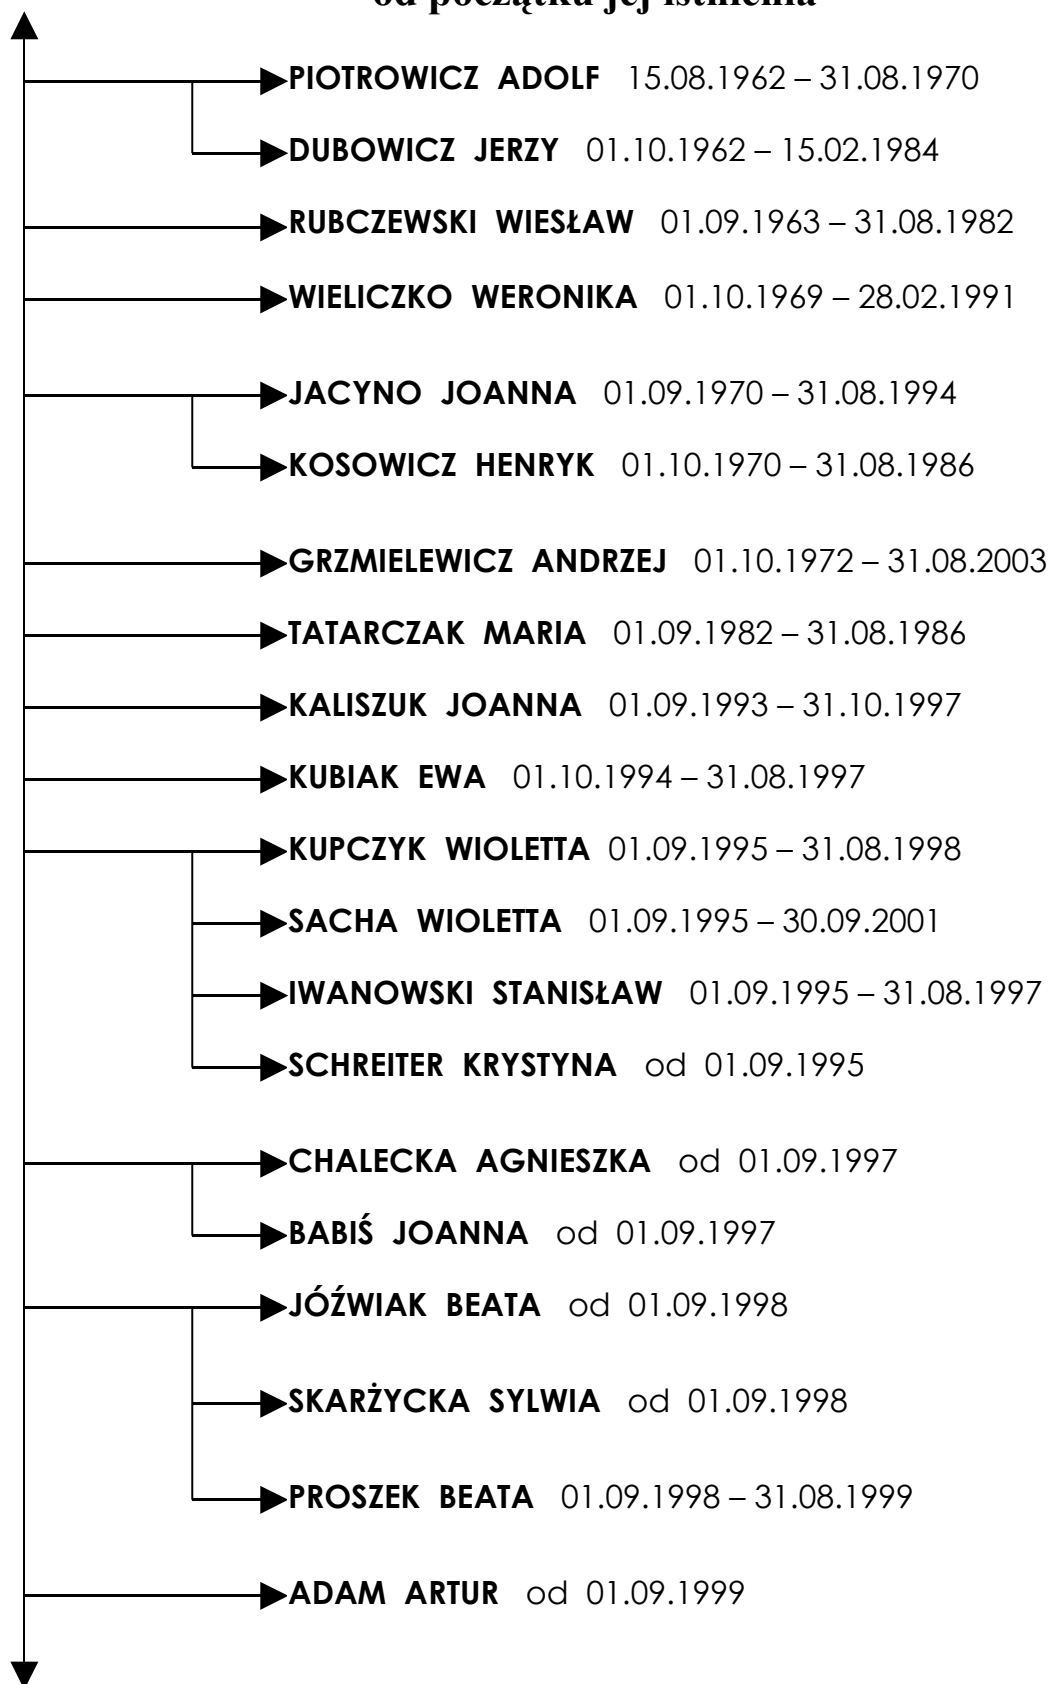 od początku jej istnienia
PIOTROWICZ ADOLF 15.08.1962 – 31.08.1970
DUBOWICZ JERZY 01.10.1962 – 15.02.1984
RUBCZEWSKI WIESŁAW 01.09.1963 – 31.08.1982
WIELICZKO WERONIKA 01.10.1969 – 28.02.1991
JACYNO JOANNA 01.09.1970 – 31.08.1994
KOSOWICZ HENRYK 01.10.1970 – 31.08.1986
GRZMIELEWICZ ANDRZEJ 01.10.1972 – 31.08.2003
TATARCZAK MARIA 01.09.1982 – 31.08.1986
KALISZUK JOANNA 01.09.1993 – 31.10.1997
KUBIAK EWA 01.10.1994 – 31.08.1997
KUPCZYK WIOLETTA 01.09.1995 – 31.08.1998
SACHA WIOLETTA 01.09.1995 – 30.09.2001
IWANOWSKI STANISŁAW 01.09.1995 – 31.08.1997
SCHREITER KRYSTYNA od 01.09.1995
CHALECKA AGNIESZKA od 01.09.1997
BABIŚ JOANNA od 01.09.1997
JÓŹWIAK BEATA od 01.09.1998
SKARŻYCKA SYLWIA od 01.09.1998
PROSZEK BEATA 01.09.1998 – 31.08.1999
ADAM ARTUR od 01.09.1999